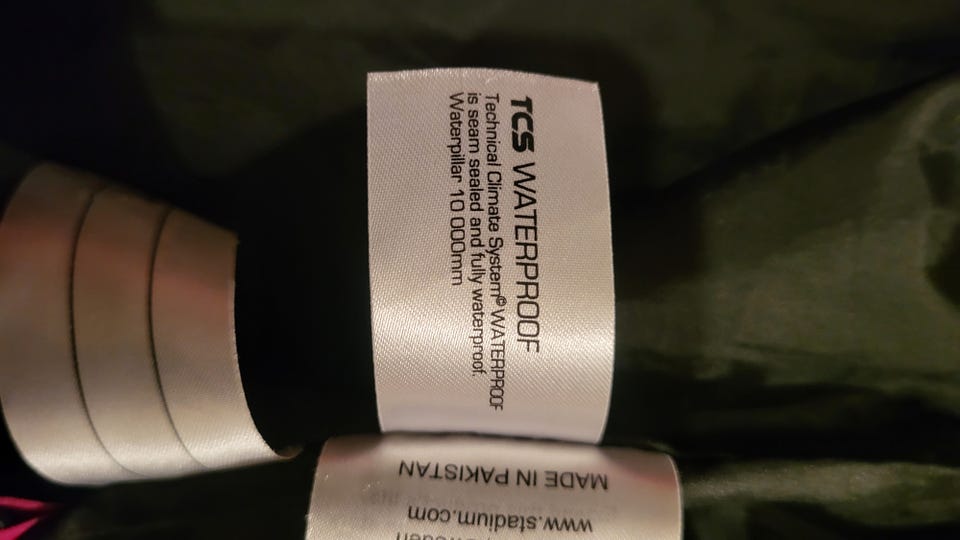 TCS WATERPROOF
Technical Climate System© WATERPROOF
is seam sealed and fully waterproof.
Waterpillar 10 000mm
MADE IN PAKISTAN
www.stadium.com